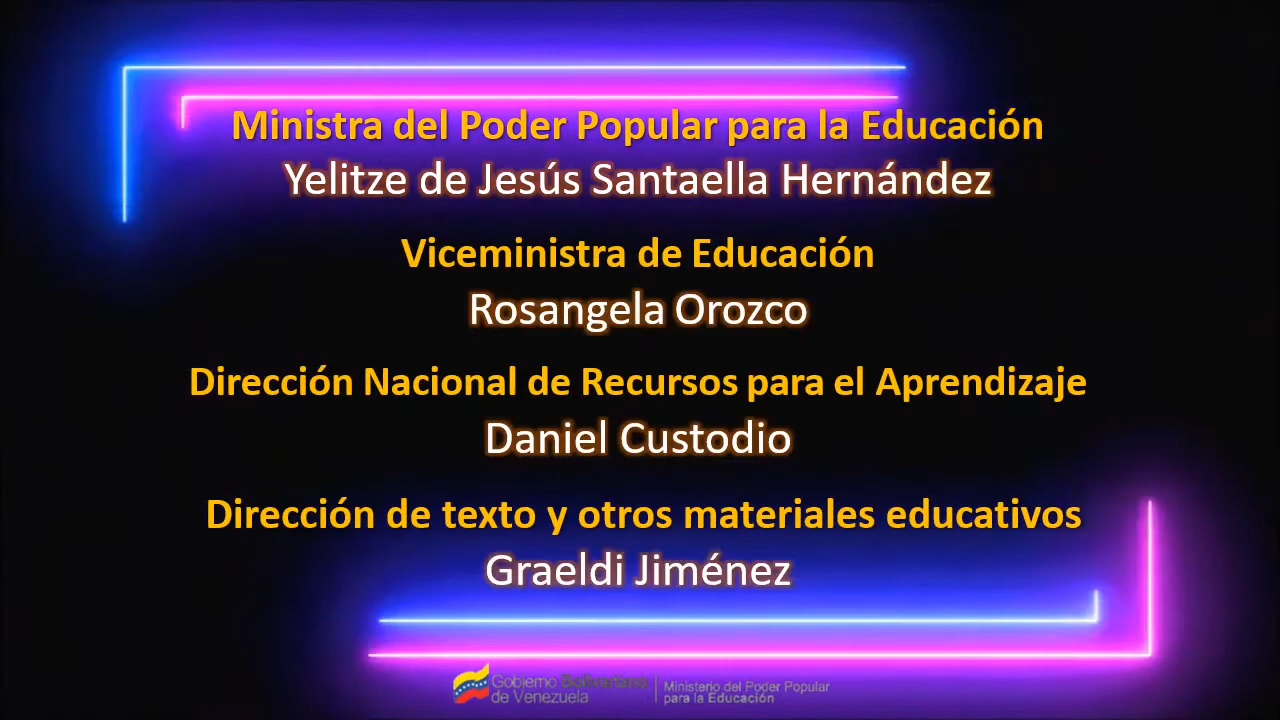 Ministra del Poder Popular para la Educación
Yelitze de Jesús Santaella Hernández
Viceministra de Educación
Rosangela Orozco
Dirección Nacional de Recursos para el Aprendizaje
Daniel Custodio
Dirección de texto y otros materiales educativos
Graeldi Jiménez
Gobierno Bolivariano
de Venezuela
Ministerio del Poder Popular
para la Educación